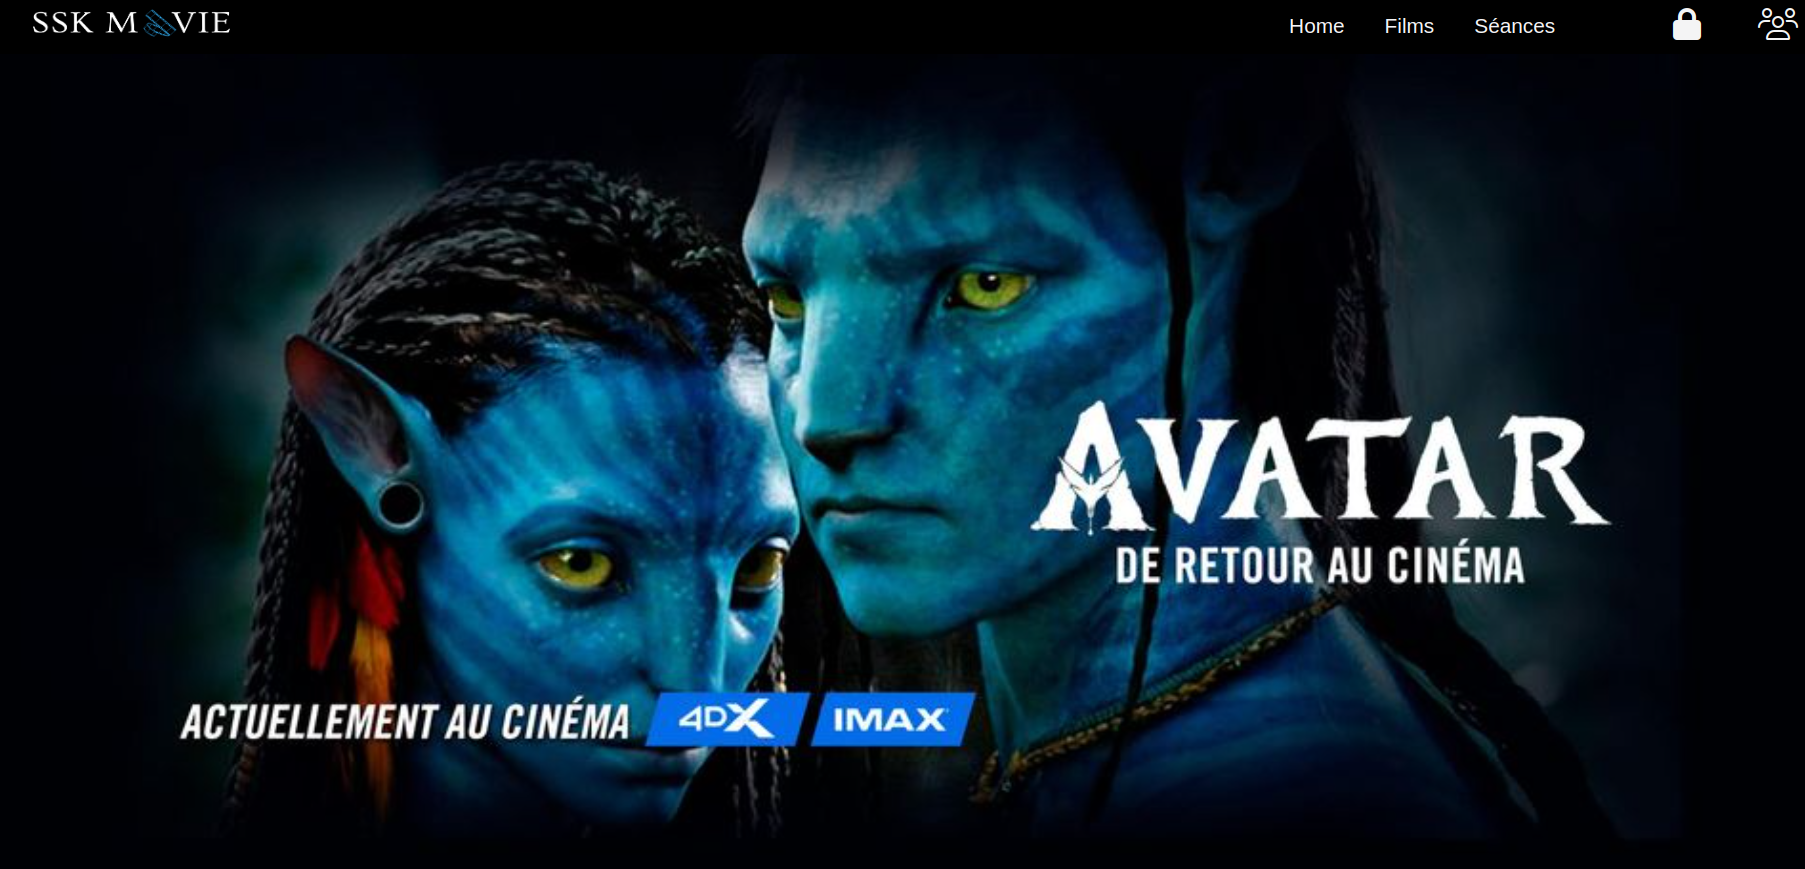 SSK MOVIE
Home Films Séances
AVATAR
DE RETOUR AU CINÉMA
ACTUELLEMENT AU CINÉMA 4DX IMAX